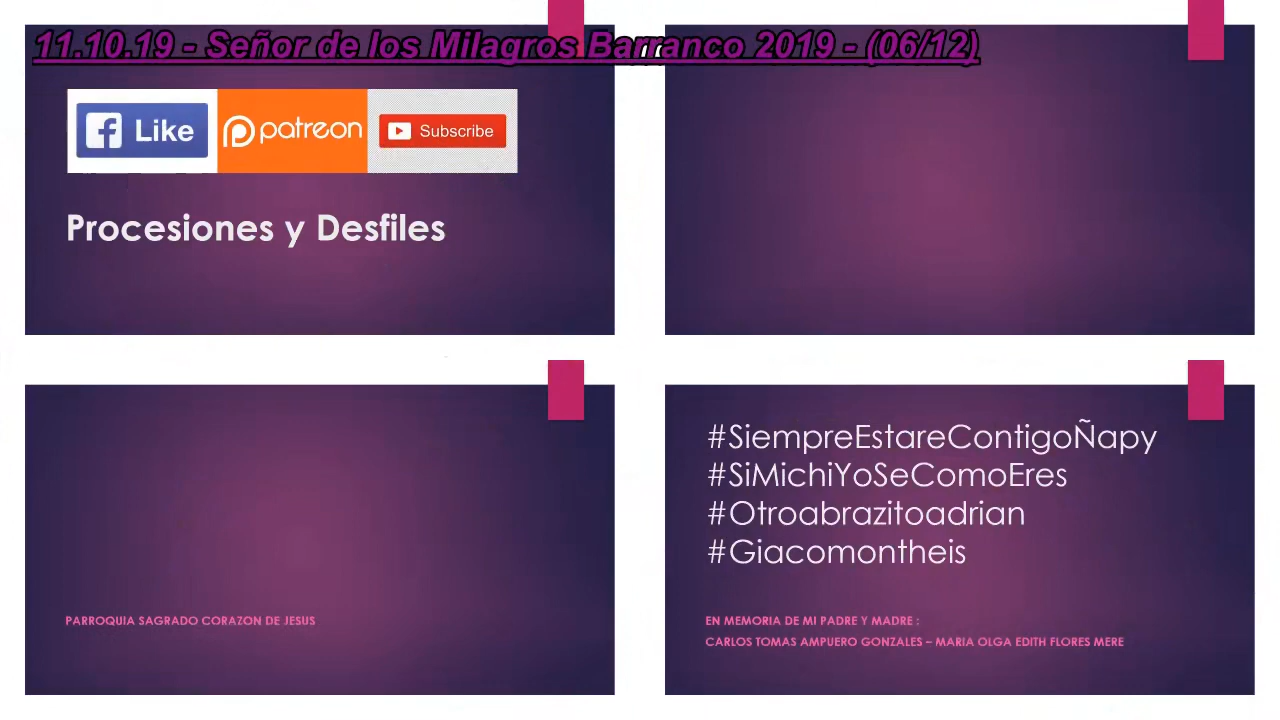 11.10.19 - Señor de los Milagros Barranco 2019 - (06/12)
Like patreon Subscribe
Procesiones y Desfiles
PARROQUIA SAGRADO CORAZON DE JESUS
#SiempreEstareContigoÑapy
#SiMichiYoSeComoEres
#Otroabrazitoadrian
#Giacomontheis
EN MEMORIA DE MI PADRE Y MADRE :
CARLOS TOMAS AMPUERO GONZALES – MARIA OLGA EDITH FLORES MERE